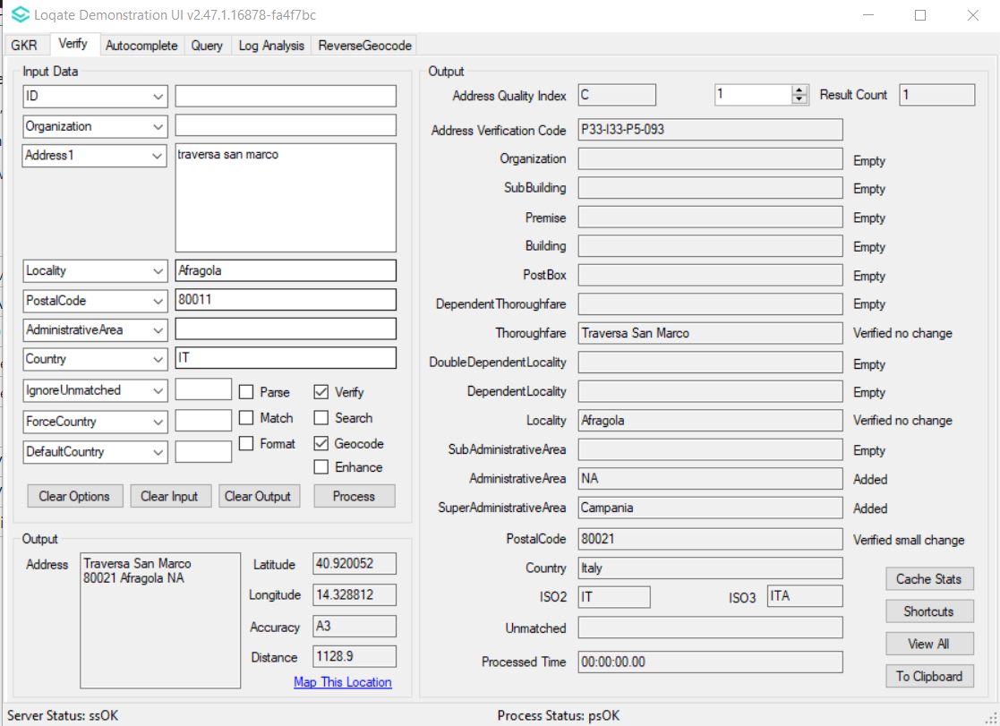 Loqate Demonstration UI v2.47.1.16878-fa4f7bc
GKR Verify Autocomplete Query Log Analysis ReverseGeocode
Input Data
ID
Organization
Address1 traversa san marco
Locality Afragola
PostalCode 80011
AdministrativeArea
Country IT
IgnoreUnmatched Parse Verify
ForceCountry Match Search
DefaultCountry Format Geocode
Enhance
Clear Options Clear Input Clear Output Process
Output
Address Traversa San Marco
80021 Afragola NA
Latitude 40.920052
Longitude 14.328812
Accuracy A3
Distance 1128.9
Map This Location
Output
Address Quality Index C 1 Result Count 1
Address Verification Code P33-I33-P5-093
Organization Empty
SubBuilding Empty
Premise Empty
Building Empty
PostBox Empty
DependentThoroughfare Empty
Thoroughfare Traversa San Marco Verified no change
DoubleDependentLocality Empty
DependentLocality Empty
Locality Afragola Verified no change
SubAdministrativeArea Empty
AdministrativeArea NA Added
SuperAdministrativeArea Campania Added
PostalCode 80021 Verified small change
Country Italy
ISO2 IT ISO3 ITA
Unmatched
Processed Time 00:00:00.00
Cache Stats
Shortcuts
View All
To Clipboard
Server Status: ssOK Process Status: psOK